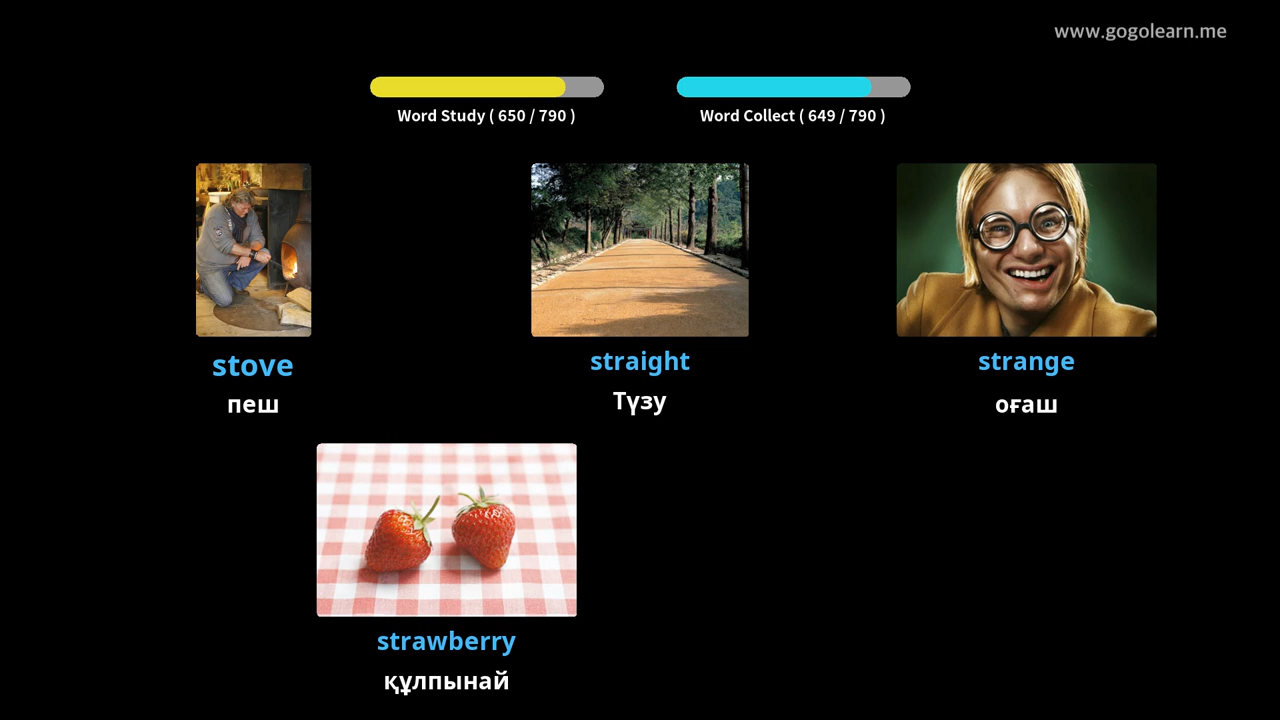 www.gogolearn.me
Word Study ( 650 / 790 )
Word Collect ( 649 / 790 )
stove
пеш
straight
Түзу
strange
оғаш
strawberry
құлпынай